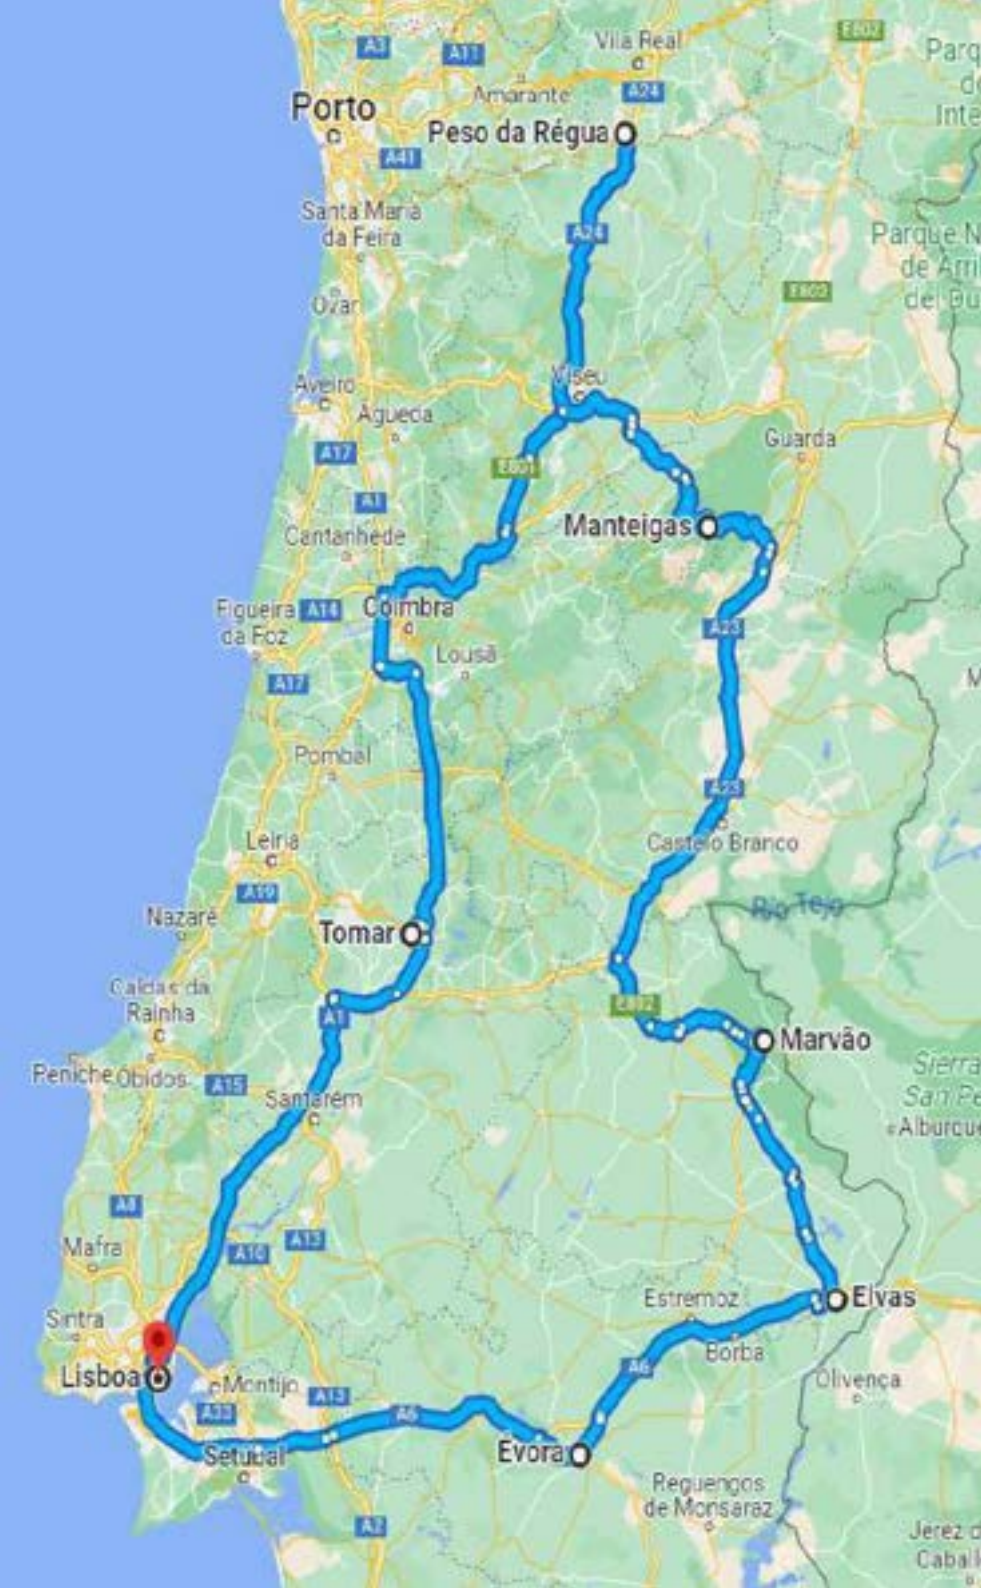 E802
A3
A11
Vila Real
Parq
de
Inte
Amarante
A24
Porto
Peso da Régua
A41
Santa Maria
da Feira
A24
Parque N
de Arri
del Du
E802
Ovar
Viseu
Aveiro
Águeda
Guarda
A17
E801
A1
Manteigas
Cantanhede
Figueira
da Foz
A14
Coimbra
A23
Lousã
A17
M
Pombal
A23
Castelo Branco
Leiria
A19
Rio Tejo
Nazaré
Tomar
Caldas da
Rainha
A1
E802
Marvão
Peniche
Óbidos
A15
Santarém
Sierra
San Pe
Alburque
A8
Mafra
A10
A13
Sintra
Estremoz
Elvas
Borba
Lisboa
Montijo
A13
A6
Olivença
A33
A6
Setúbal
Évora
Reguengos
de Monsaraz
A2
Jerez d
Caball